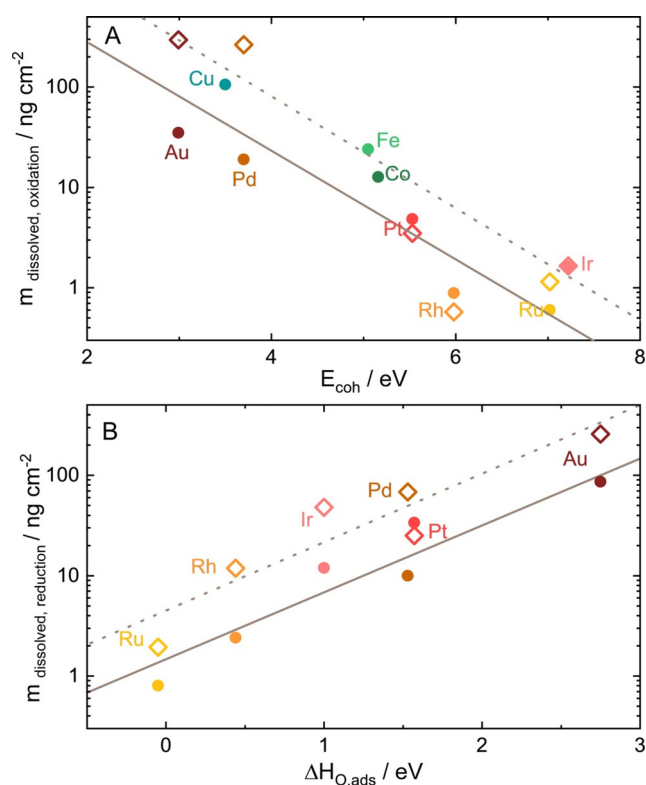 A
m dissolved, oxidation / ng cm⁻²
100
10
1
Cu
Au
Pd
Fe
Co
Pt
Rh
Ru
Ir
2
4
6
8
E coh / eV
B
m dissolved, reduction / ng cm⁻²
100
10
1
Ru
Rh
Ir
Pd
Pt
Au
0
1
2
3
ΔH O,ads / eV